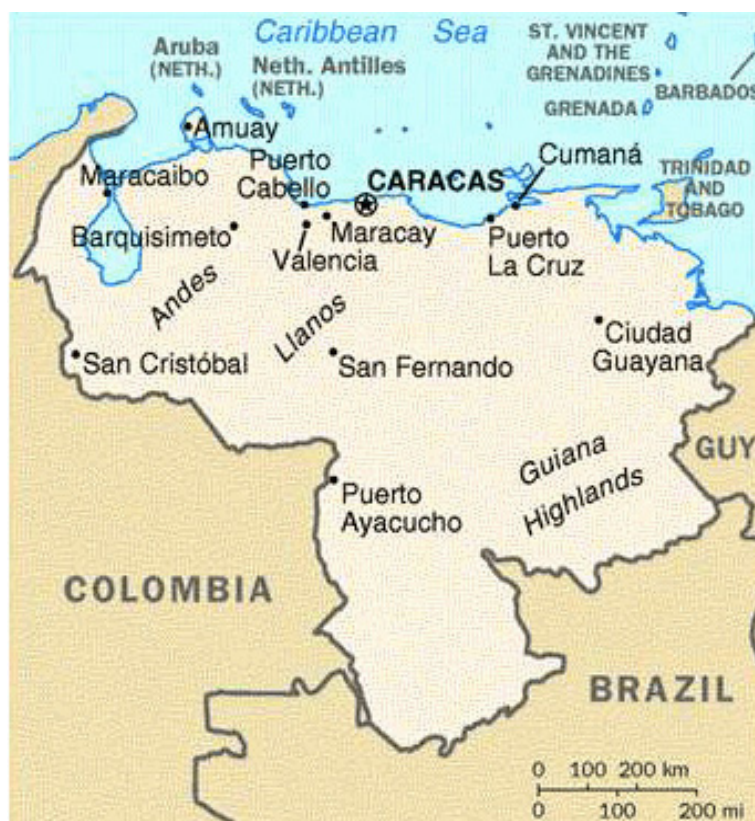 Caribbean Sea
ST. VINCENT
AND THE
GRENADINES
Aruba
(NETH.)
Neth. Antilles
(NETH.)
BARBADOS
GRENADA
Amuay
Puerto
Cabello
CARACAS
Cumaná
TRINIDAD
AND
TOBAGO
Maracaibo
Barquisimeto
Valencia
Maracay
Puerto
La Cruz
Andes
Llanos
San Cristóbal
San Fernando
Ciudad
Guayana
Guiana
Highlands
GUY
Puerto
Ayacucho
COLOMBIA
BRAZIL
0 100 200 km
0 100 200 mi